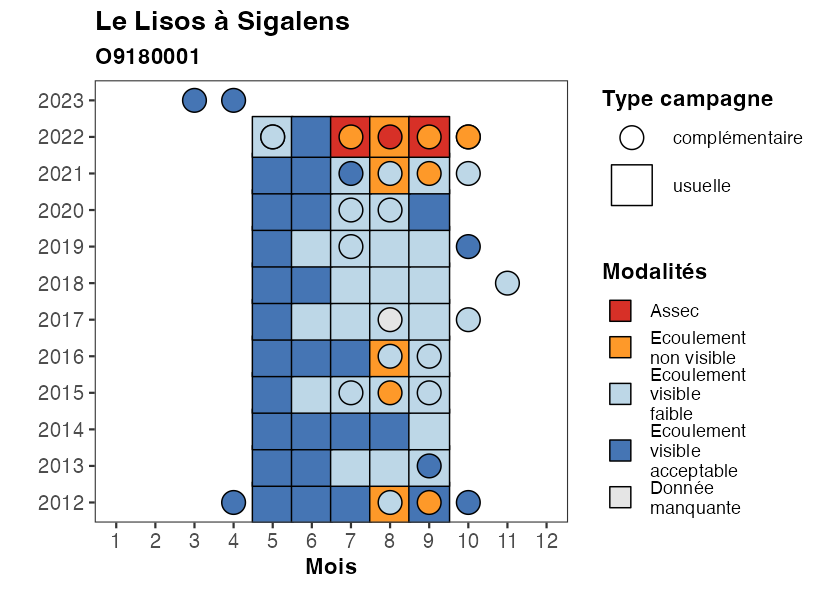 Le Lisos à Sigalens
O9180001
2023
2022
2021
2020
2019
2018
2017
2016
2015
2014
2013
2012
1 2 3 4 5 6 7 8 9 10 11 12
Mois
Type campagne
complémentaire
usuelle
Modalités
Assec
Ecoulement
non visible
Ecoulement
visible
faible
Ecoulement
visible
acceptable
Donnée
manquante